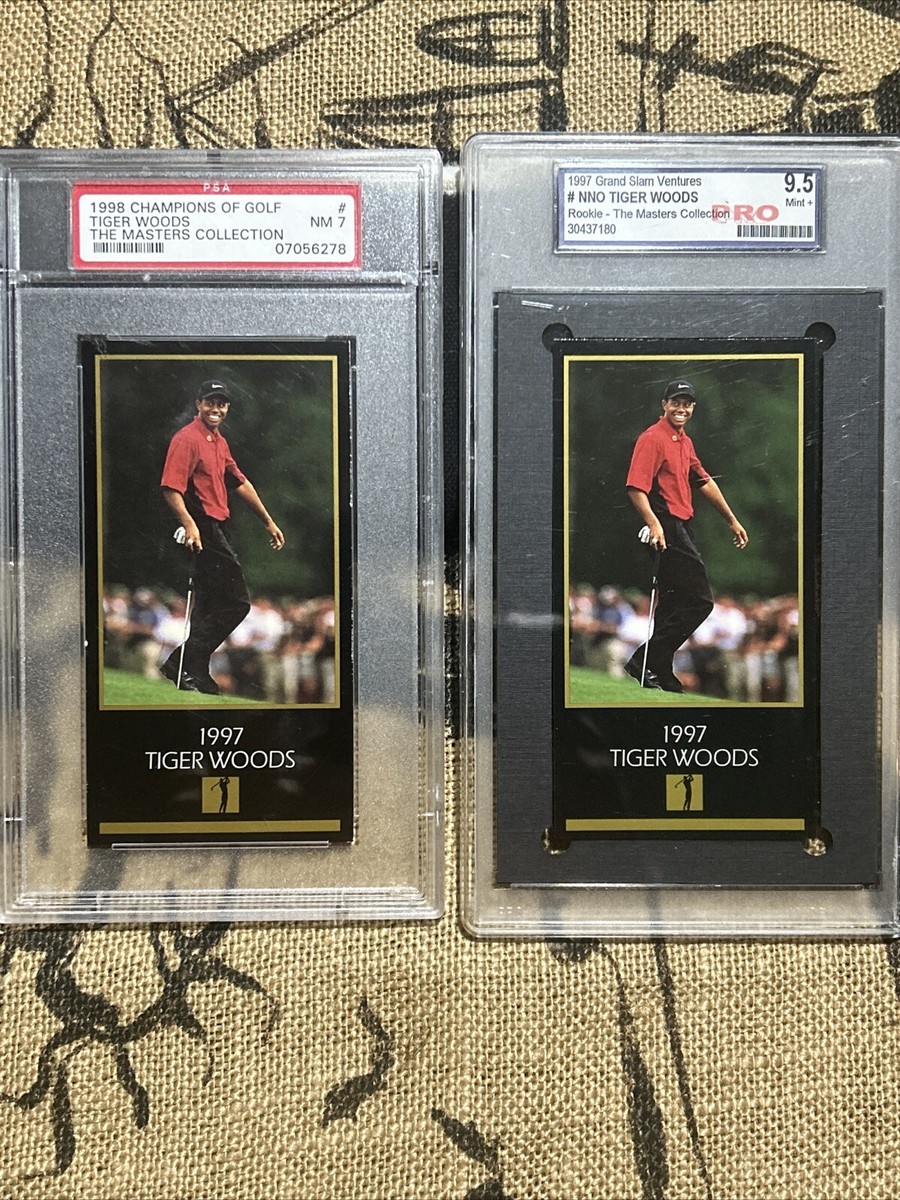 PSA
1998 CHAMPIONS OF GOLF #
TIGER WOODS NM 7
THE MASTERS COLLECTION
07056278
1997
TIGER WOODS
1997 Grand Slam Ventures 9.5
# NNO TIGER WOODS Mint +
Rookie - The Masters Collection PRO
30437180
1997
TIGER WOODS